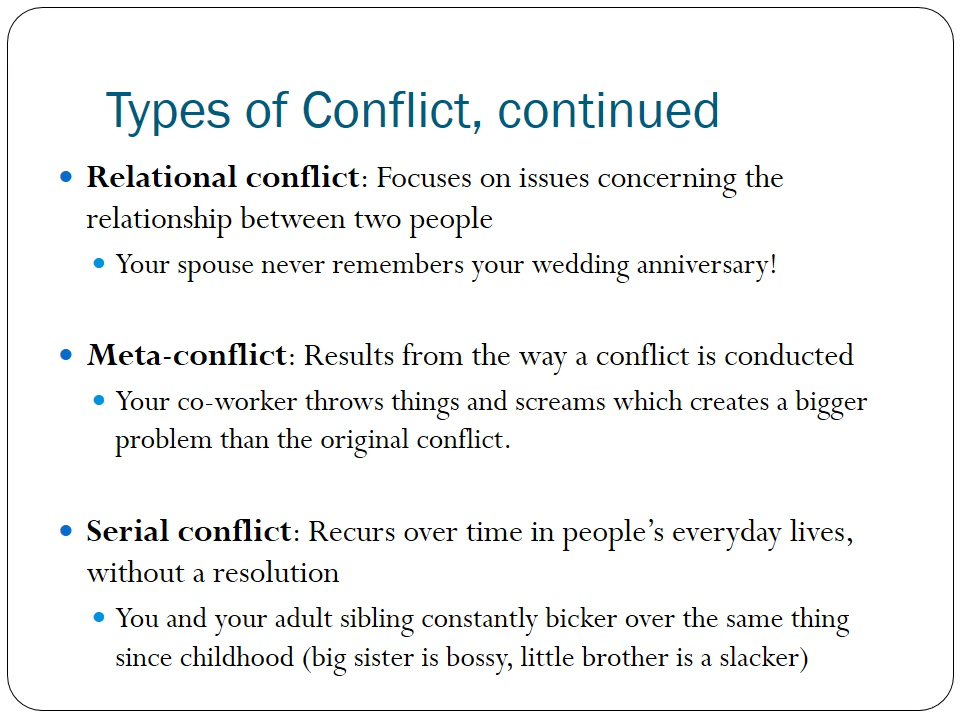 Types of Conflict, continued
• Relational conflict: Focuses on issues concerning the
relationship between two people
• Your spouse never remembers your wedding anniversary!
• Meta-conflict: Results from the way a conflict is conducted
• Your co-worker throws things and screams which creates a bigger
problem than the original conflict.
• Serial conflict: Recurs over time in people’s everyday lives,
without a resolution
• You and your adult sibling constantly bicker over the same thing
since childhood (big sister is bossy, little brother is a slacker)